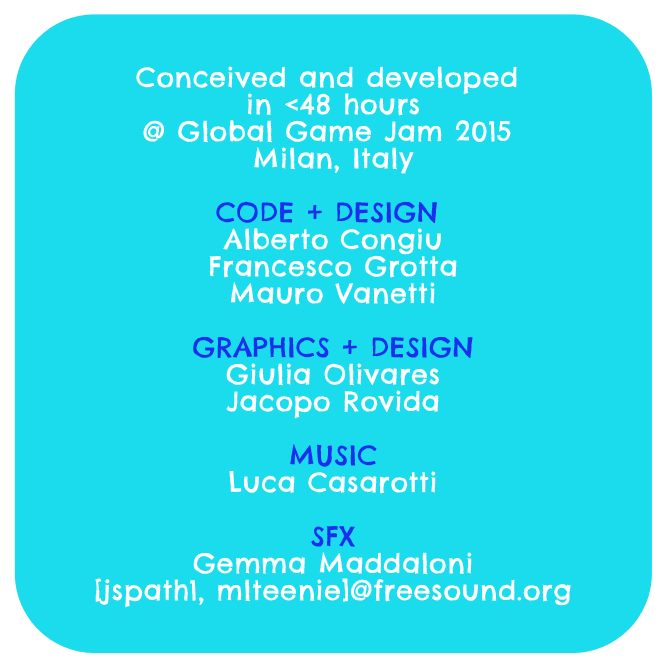 Conceived and developed
in <48 hours
@ Global Game Jam 2015
Milan, Italy
CODE + DESIGN
Alberto Congiu
Francesco Grotta
Mauro Vanetti
GRAPHICS + DESIGN
Giulia Olivares
Jacopo Rovida
MUSIC
Luca Casarotti
SFX
Gemma Maddaloni
[jspath1, mlteenie]@freesound.org